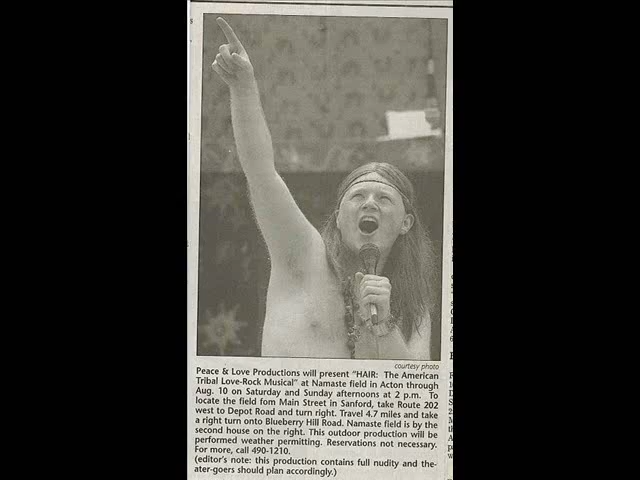 courtesy photo
Peace & Love Productions will present "HAIR: The American
Tribal Love-Rock Musical" at Namaste field in Acton through
Aug. 10 on Saturday and Sunday afternoons at 2 p.m. To
locate the field fom Main Street in Sanford, take Route 202
west to Depot Road and turn right. Travel 4.7 miles and take
a right turn onto Blueberry Hill Road. Namaste field is by the
second house on the right. This outdoor production will be
performed weather permitting. Reservations not necessary.
For more, call 490-1210.
(editor's note: this production contains full nudity and the-
ater-goers should plan accordingly.)